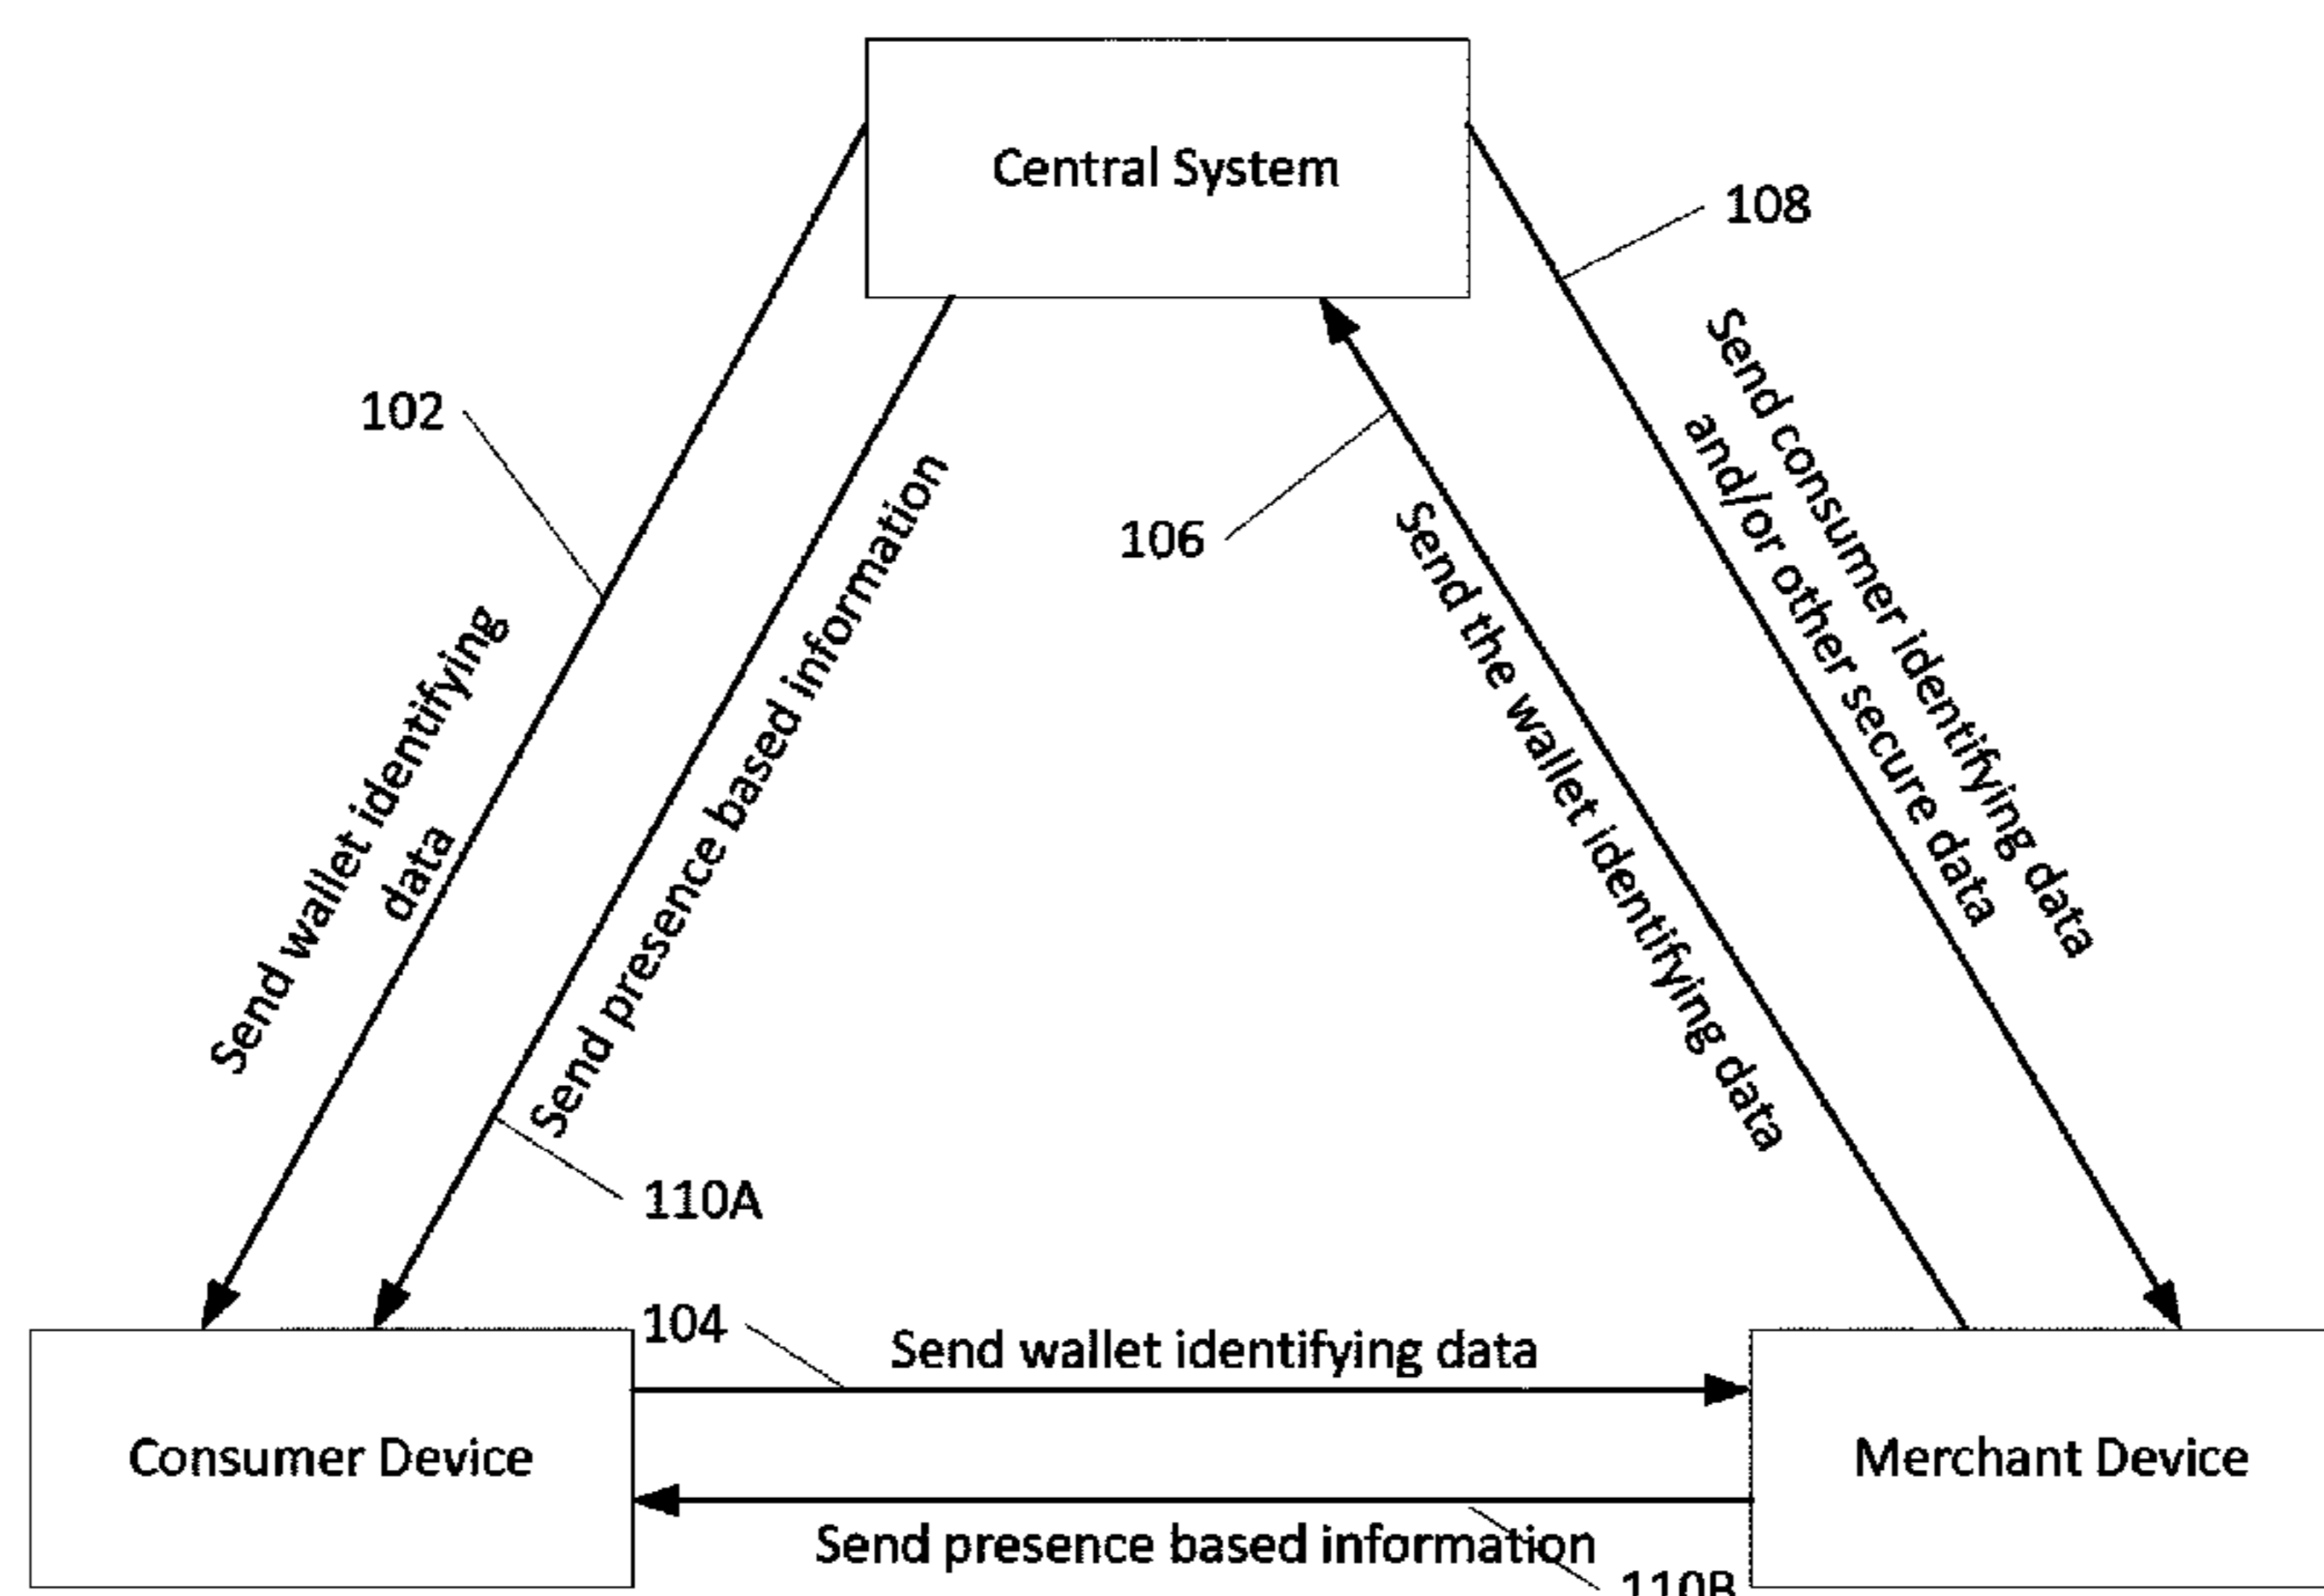 Central System
108
102
Send consumer identifying data
and/or other secure data
106
Send the wallet identifying data
Send wallet identifying
data
Send presence based information
110A
104
Send wallet identifying data
Consumer Device
Merchant Device
Send presence based information
110B